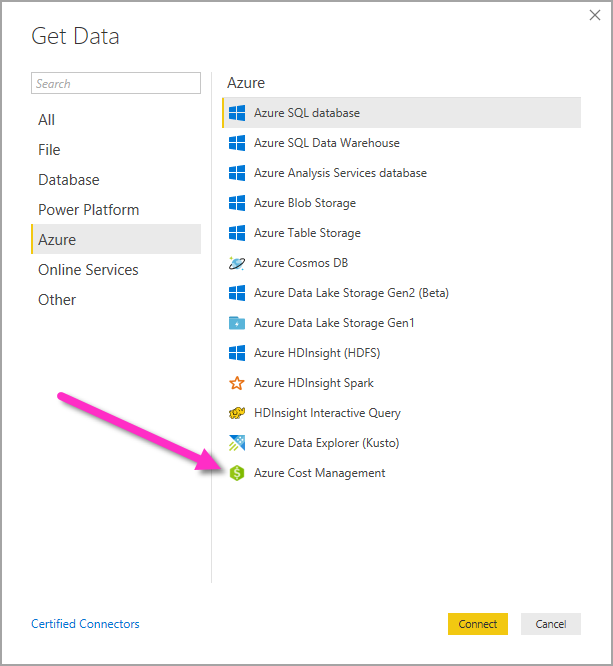 Get Data
Search
All
File
Database
Power Platform
Azure
Online Services
Other
Azure
Azure SQL database
Azure SQL Data Warehouse
Azure Analysis Services database
Azure Blob Storage
Azure Table Storage
Azure Cosmos DB
Azure Data Lake Storage Gen2 (Beta)
Azure Data Lake Storage Gen1
Azure HDInsight (HDFS)
Azure HDInsight Spark
HDInsight Interactive Query
Azure Data Explorer (Kusto)
$ Azure Cost Management
Certified Connectors
Connect
Cancel